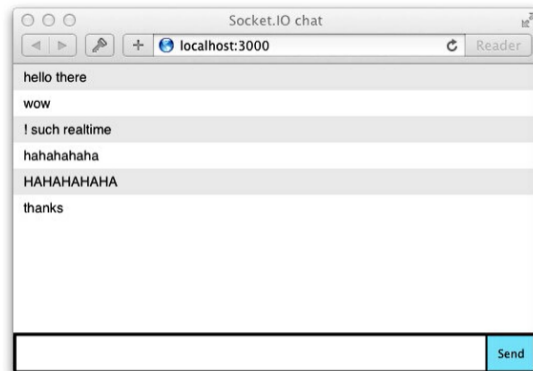 Socket.IO chat
localhost:3000
Reader
hello there
wow
! such realtime
hahahahaha
HAHAHAHAHA
thanks
Send